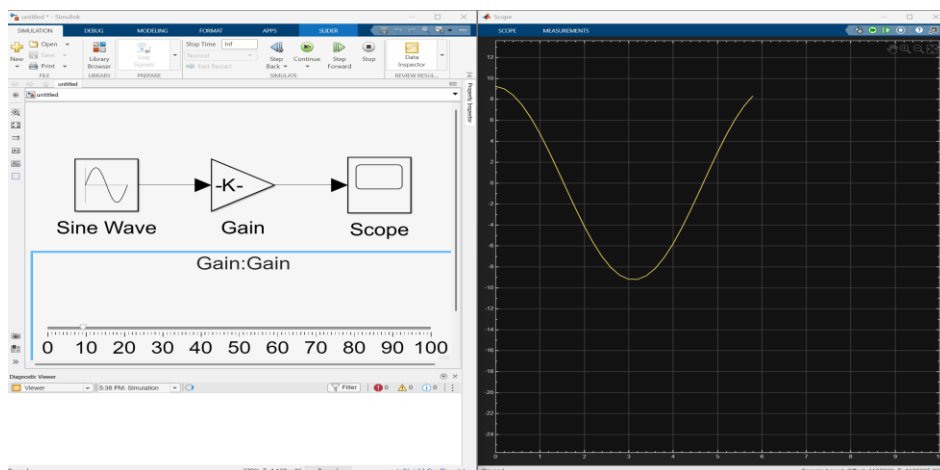 untitled * - Simulink
SIMULATION DEBUG MODELING FORMAT APPS SLIDER
New
Open
Save
Print
FILE
Library
Browser
LIBRARY
Log
Signals
PREPARE
Stop Time Inf
Normal
Fast Restart
Step
Back
Continue
Step
Forward
Stop
SIMULATE
Data
Inspector
REVIEW RESUL...
untitled
untitled
Property Inspector
-K-
Sine Wave Gain Scope
Gain:Gain
0 10 20 30 40 50 60 70 80 90 100
Diagnostic Viewer
Viewer
5:38 PM: Simulation
Filter
0 0 0
Scope
SCOPE MEASUREMENTS
12
10
8
6
4
2
0
-2
-4
-6
-8
-10
-12
-14
-16
-18
-20
-22
-24
0 1 2 3 4 5 6 7 8 9